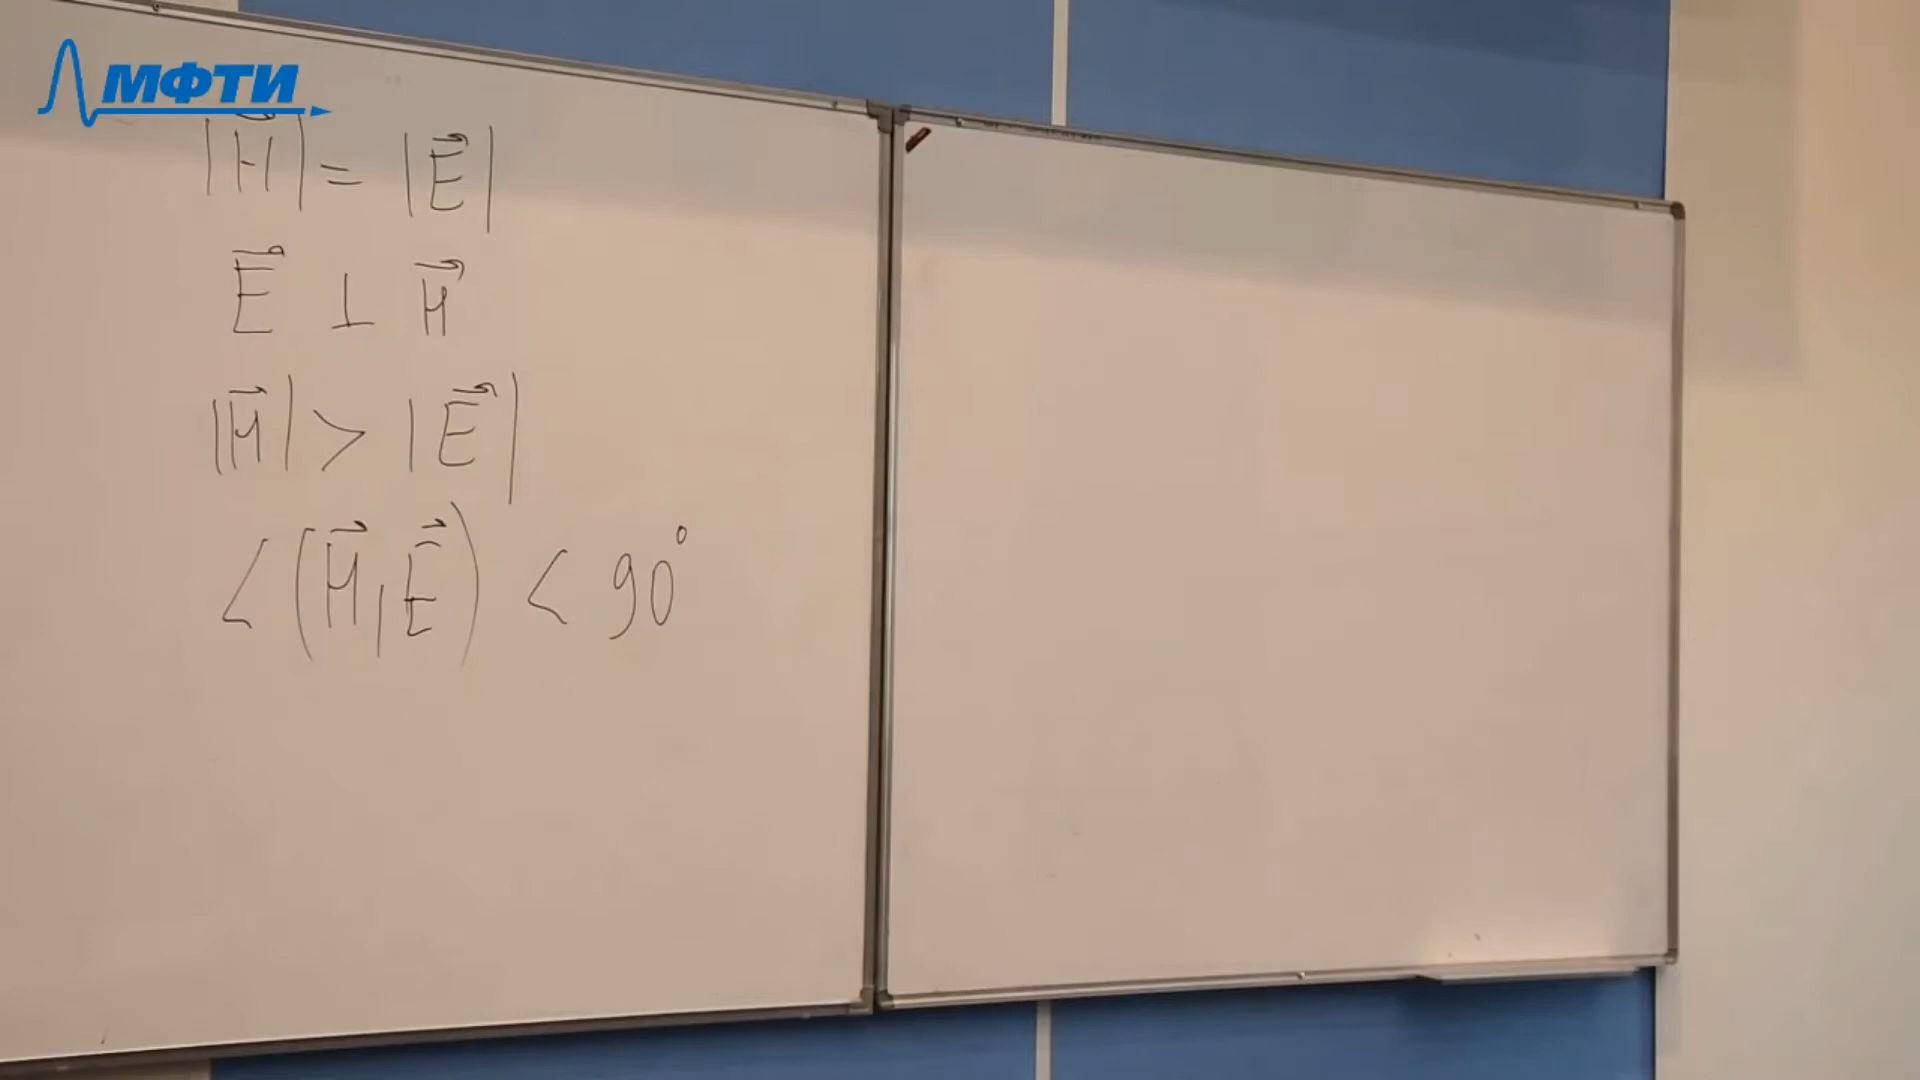 МФТИ
|H⃗| = |E⃗|
E⃗ ⊥ H⃗
|H⃗| > |E⃗|
∠(H⃗, E⃗) < 90°